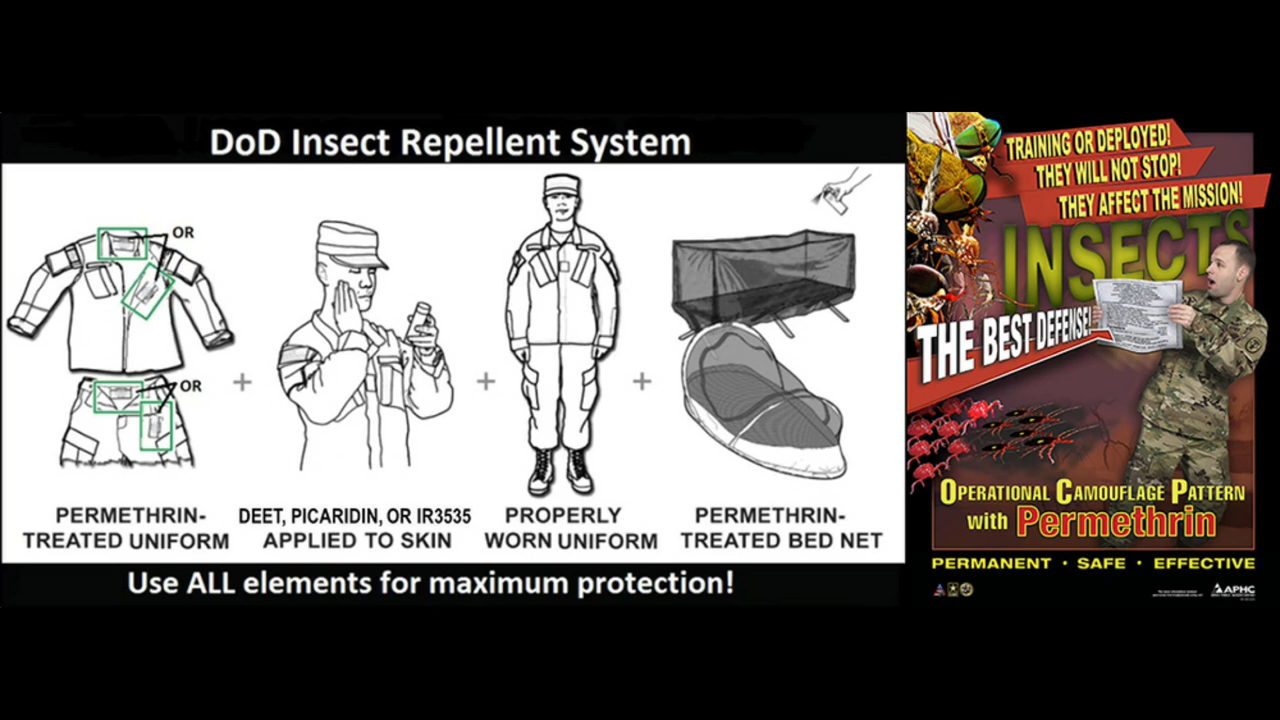 DoD Insect Repellent System
OR
OR
PERMETHRIN-
TREATED UNIFORM
DEET, PICARIDIN, OR IR3535
APPLIED TO SKIN
PROPERLY
WORN UNIFORM
PERMETHRIN-
TREATED BED NET
Use ALL elements for maximum protection!
TRAINING OR DEPLOYED!
THEY WILL NOT STOP!
THEY AFFECT THE MISSION!
INSECTS
THE BEST DEFENSE!
OPERATIONAL CAMOUFLAGE PATTERN
with Permethrin
PERMANENT · SAFE · EFFECTIVE
APHC